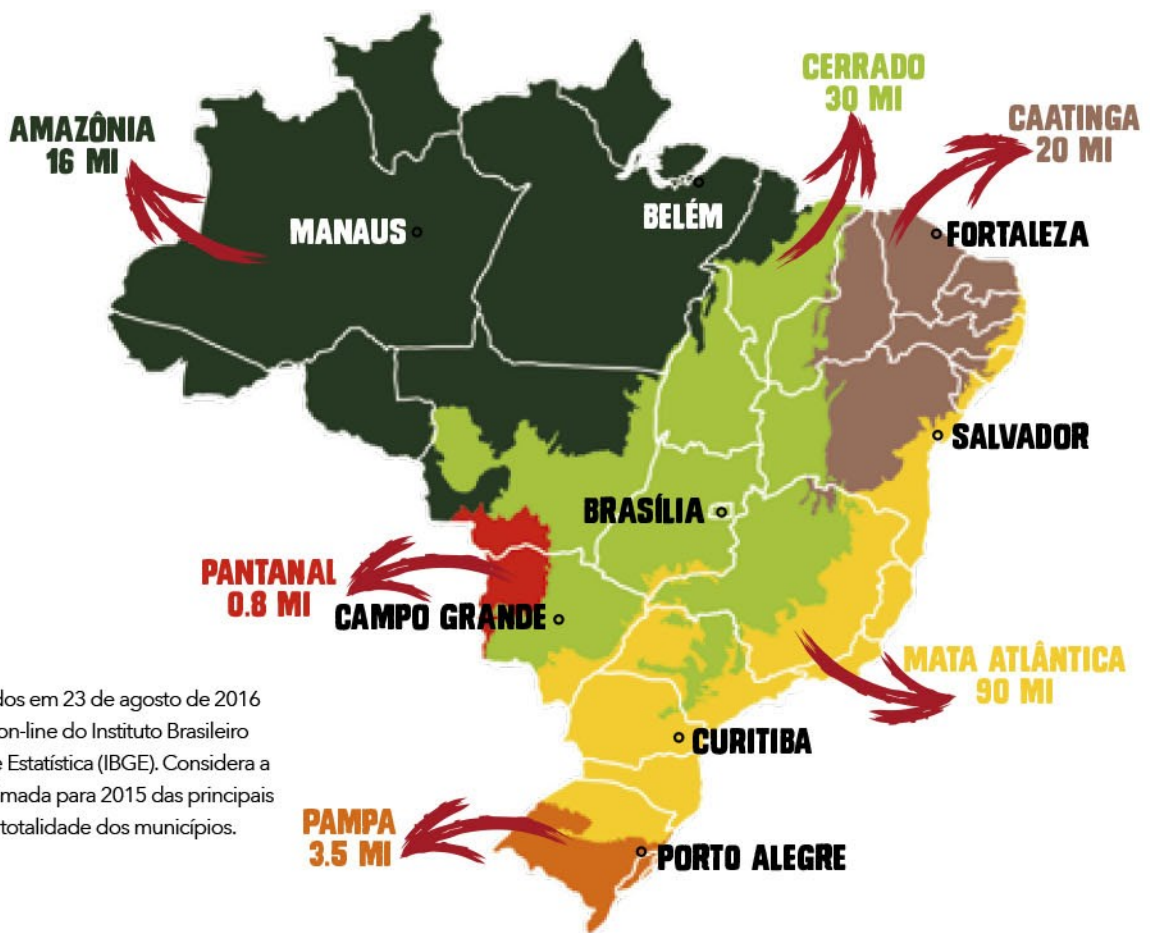 CERRADO
30 MI
AMAZÔNIA
16 MI
CAATINGA
20 MI
MANAUS
BELÉM
FORTALEZA
SALVADOR
BRASÍLIA
PANTANAL
0.8 MI
CAMPO GRANDE
MATA ATLÂNTICA
90 MI
dos em 23 de agosto de 2016
on-line do Instituto Brasileiro
e Estatística (IBGE). Considera a
mada para 2015 das principais
totalidade dos municípios.
CURITIBA
PAMPA
3.5 MI
PORTO ALEGRE